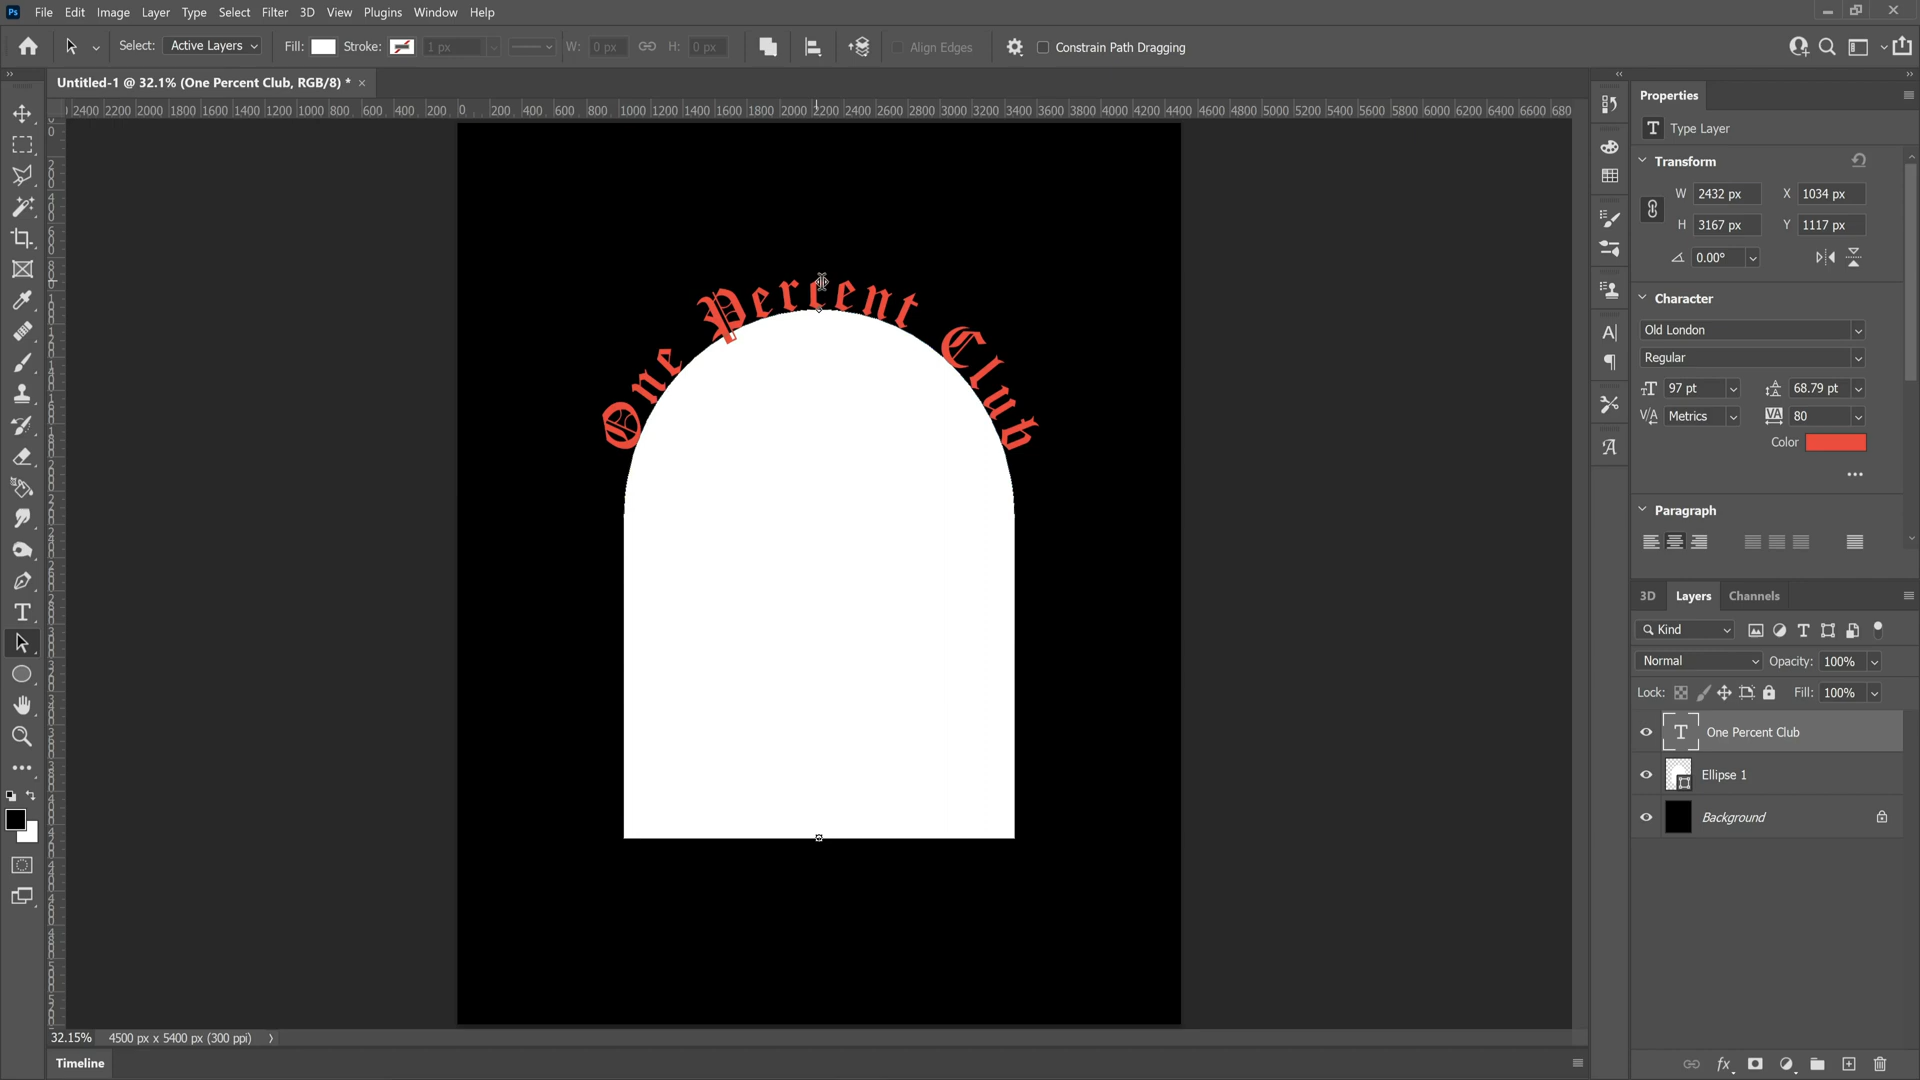 Ps File Edit Image Layer Type Select Filter 3D View Plugins Window Help
Select: Active Layers Fill: Stroke: 1 px W: 0 px H: 0 px Align Edges Constrain Path Dragging
Untitled-1 @ 32.1% (One Percent Club, RGB/8) * ×
2400 2200 2000 1800 1600 1400 1200 1000 800 600 400 200 0 200 400 600 800 1000 1200 1400 1600 1800 2000 2200 2400 2600 2800 3000 3200 3400 3600 3800 4000 4200 4400 4600 4800 5000 5200 5400 5600 5800 6000 6200 6400 6600 680
One Percent Club
Properties
T Type Layer
Transform
W 2432 px X 1034 px
H 3167 px Y 1117 px
0.00°
Character
Old London
Regular
97 pt 68.79 pt
Metrics 80
Color
Paragraph
3D Layers Channels
Kind
Normal Opacity: 100%
Lock: Fill: 100%
T One Percent Club
Ellipse 1
Background
fx
32.15% 4500 px x 5400 px (300 ppi)
Timeline